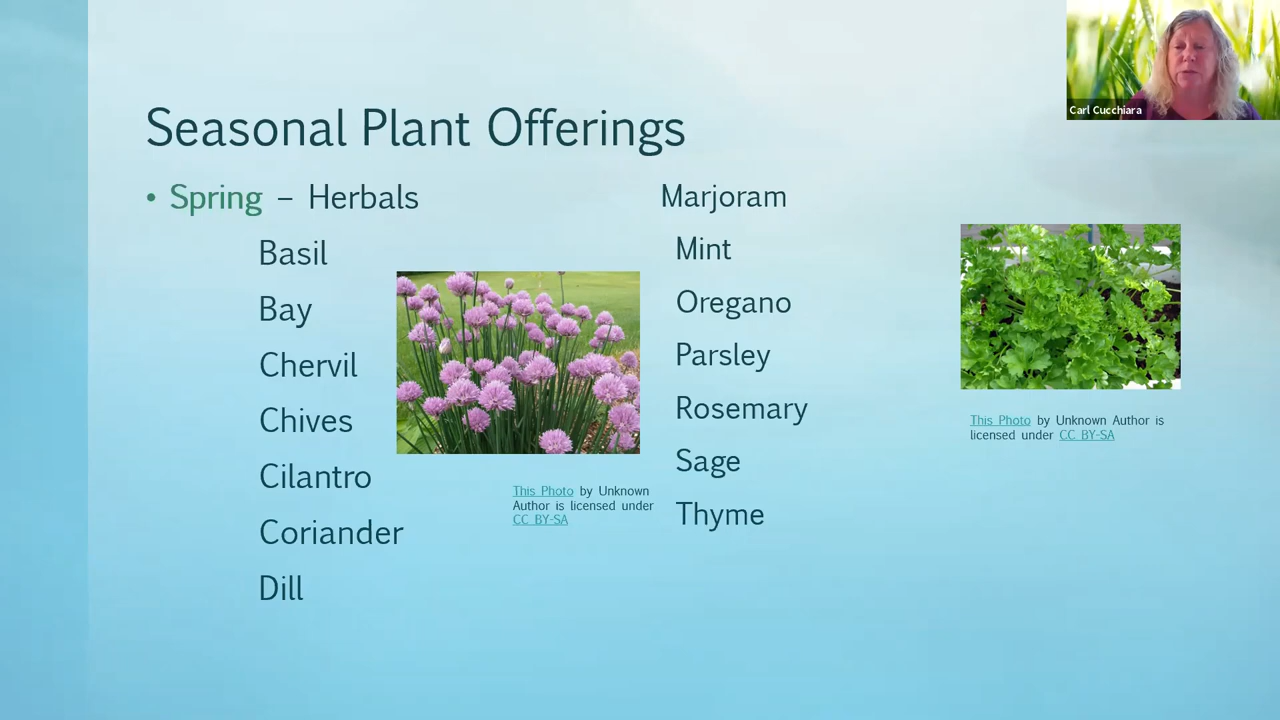 Carl Cucchiara
Seasonal Plant Offerings
• Spring – Herbals
Basil
Bay
Chervil
Chives
Cilantro
Coriander
Dill
This Photo by Unknown
Author is licensed under
CC BY-SA
Marjoram
Mint
Oregano
Parsley
Rosemary
Sage
Thyme
This Photo by Unknown Author is
licensed under CC BY-SA